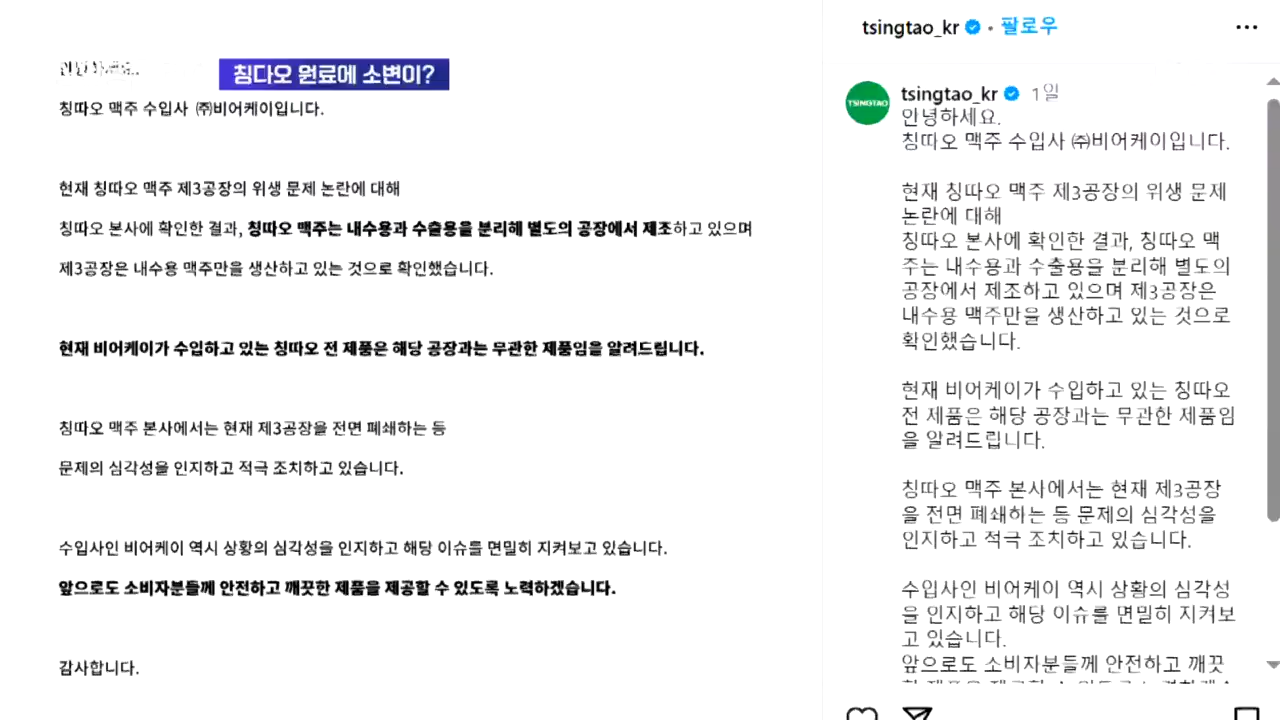 칭다오 원료에 소변이?
칭따오 맥주 수입사 ㈜비어케이입니다.
현재 칭따오 맥주 제3공장의 위생 문제 논란에 대해
칭따오 본사에 확인한 결과, 칭따오 맥주는 내수용과 수출용을 분리해 별도의 공장에서 제조하고 있으며
제3공장은 내수용 맥주만을 생산하고 있는 것으로 확인했습니다.
현재 비어케이가 수입하고 있는 칭따오 전 제품은 해당 공장과는 무관한 제품임을 알려드립니다.
칭따오 맥주 본사에서는 현재 제3공장을 전면 폐쇄하는 등
문제의 심각성을 인지하고 적극 조치하고 있습니다.
수입사인 비어케이 역시 상황의 심각성을 인지하고 해당 이슈를 면밀히 지켜보고 있습니다.
앞으로도 소비자분들께 안전하고 깨끗한 제품을 제공할 수 있도록 노력하겠습니다.
감사합니다.
tsingtao_kr • 팔로우
TSINGTAO
tsingtao_kr 1일
안녕하세요.
칭따오 맥주 수입사 ㈜비어케이입니다.
현재 칭따오 맥주 제3공장의 위생 문제
논란에 대해
칭따오 본사에 확인한 결과, 칭따오 맥
주는 내수용과 수출용을 분리해 별도의
공장에서 제조하고 있으며 제3공장은
내수용 맥주만을 생산하고 있는 것으로
확인했습니다.
현재 비어케이가 수입하고 있는 칭따오
전 제품은 해당 공장과는 무관한 제품임
을 알려드립니다.
칭따오 맥주 본사에서는 현재 제3공장
을 전면 폐쇄하는 등 문제의 심각성을
인지하고 적극 조치하고 있습니다.
수입사인 비어케이 역시 상황의 심각성
을 인지하고 해당 이슈를 면밀히 지켜보
고 있습니다.
앞으로도 소비자분들께 안전하고 깨끗